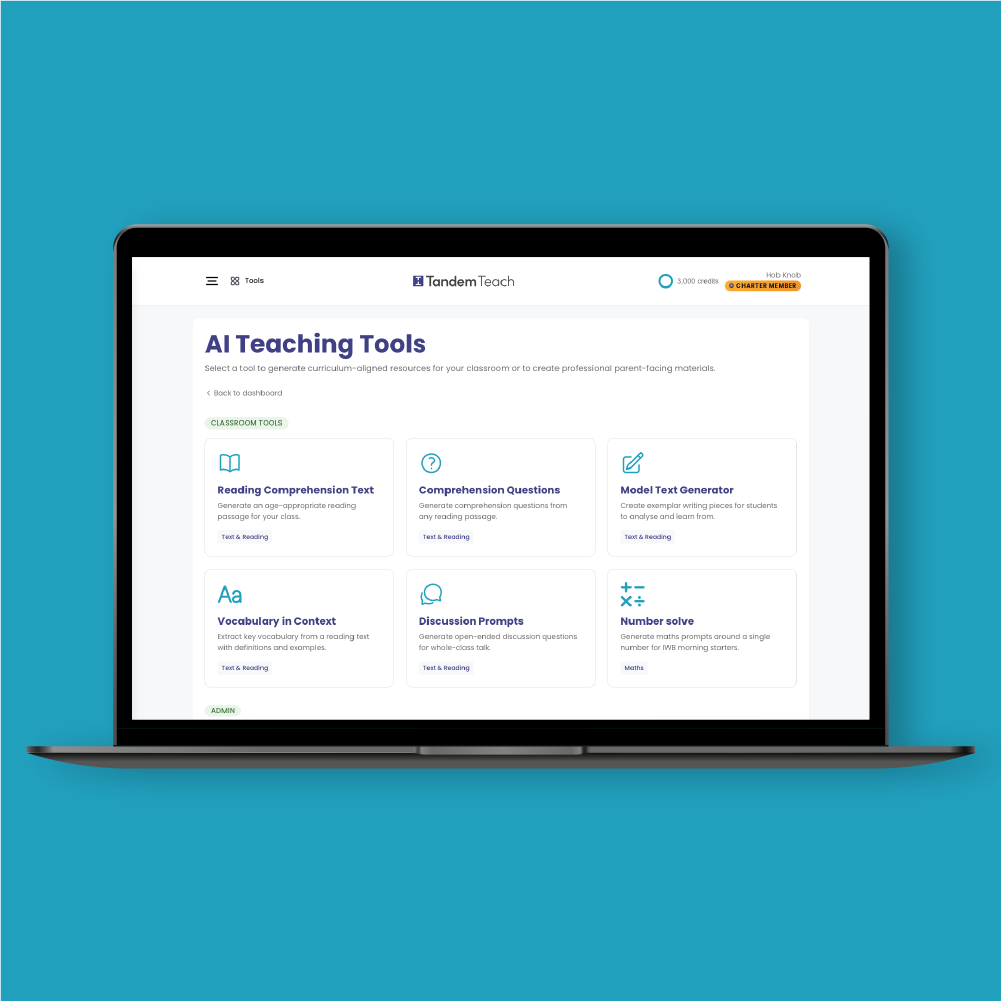 Tools
TandemTeach
3,000 credits
Hob Knob
CHARTER MEMBER
AI Teaching Tools
Select a tool to generate curriculum-aligned resources for your classroom or to create professional parent-facing materials.
< Back to dashboard
CLASSROOM TOOLS
Reading Comprehension Text
Generate an age-appropriate reading
passage for your class.
Text & Reading
?
Comprehension Questions
Generate comprehension questions from
any reading passage.
Text & Reading
Model Text Generator
Create exemplar writing pieces for students
to analyse and learn from.
Text & Reading
Aa
Vocabulary in Context
Extract key vocabulary from a reading text
with definitions and examples.
Text & Reading
Discussion Prompts
Generate open-ended discussion questions
for whole-class talk.
Text & Reading
+ −
× ÷
Number solve
Generate maths prompts around a single
number for IWB morning starters.
Maths
ADMIN